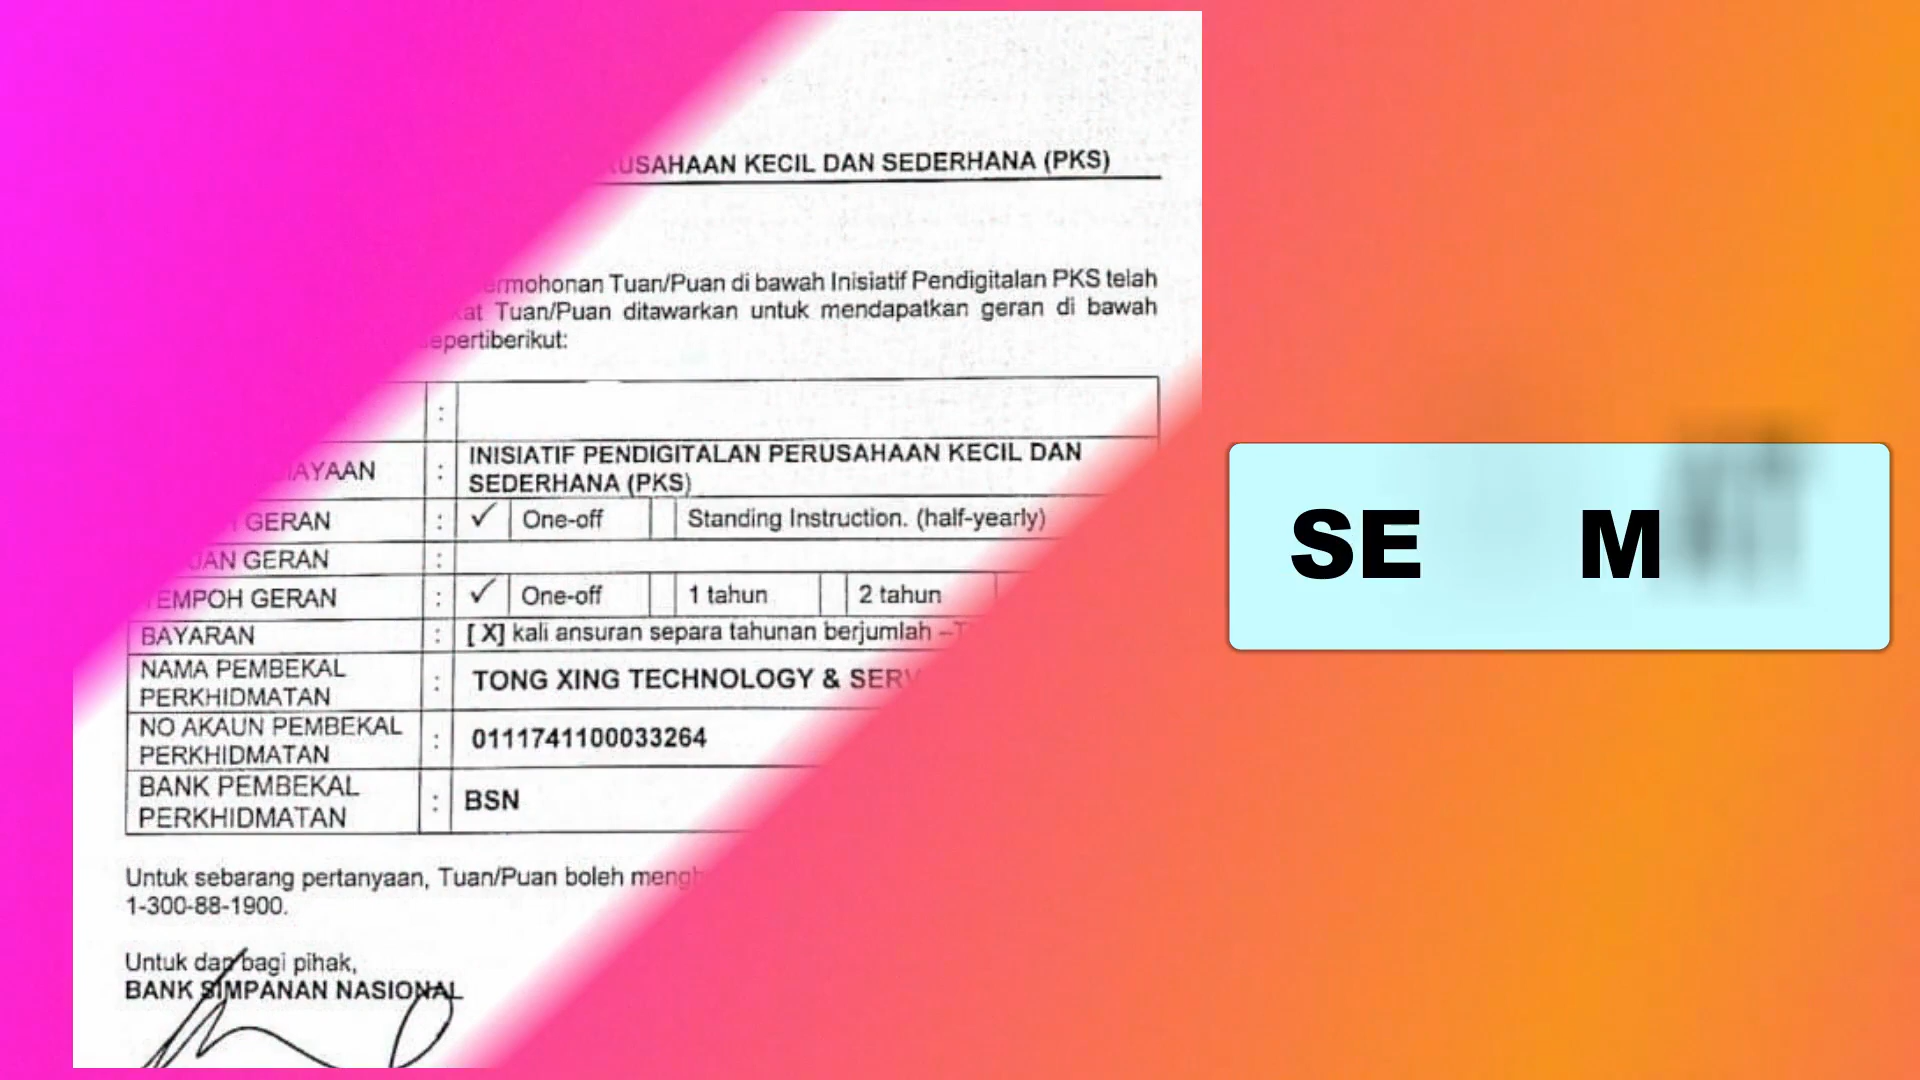 USAHAAN KECIL DAN SEDERHANA (PKS)
ermohonan Tuan/Puan di bawah Inisiatif Pendigitalan PKS telah
kat Tuan/Puan ditawarkan untuk mendapatkan geran di bawah
epertiberikut:
:
AYAAN : INISIATIF PENDIGITALAN PERUSAHAAN KECIL DAN
SEDERHANA (PKS)
GERAN : ✓ One-off Standing Instruction. (half-yearly)
UAN GERAN :
TEMPOH GERAN : ✓ One-off 1 tahun 2 tahun
BAYARAN : [ X] kali ansuran separa tahunan berjumlah –
NAMA PEMBEKAL
PERKHIDMATAN : TONG XING TECHNOLOGY & SERV
NO AKAUN PEMBEKAL
PERKHIDMATAN : 0111741100033264
BANK PEMBEKAL
PERKHIDMATAN : BSN
Untuk sebarang pertanyaan, Tuan/Puan boleh mengh
1-300-88-1900.
Untuk dan bagi pihak,
BANK SIMPANAN NASIONAL
SE M